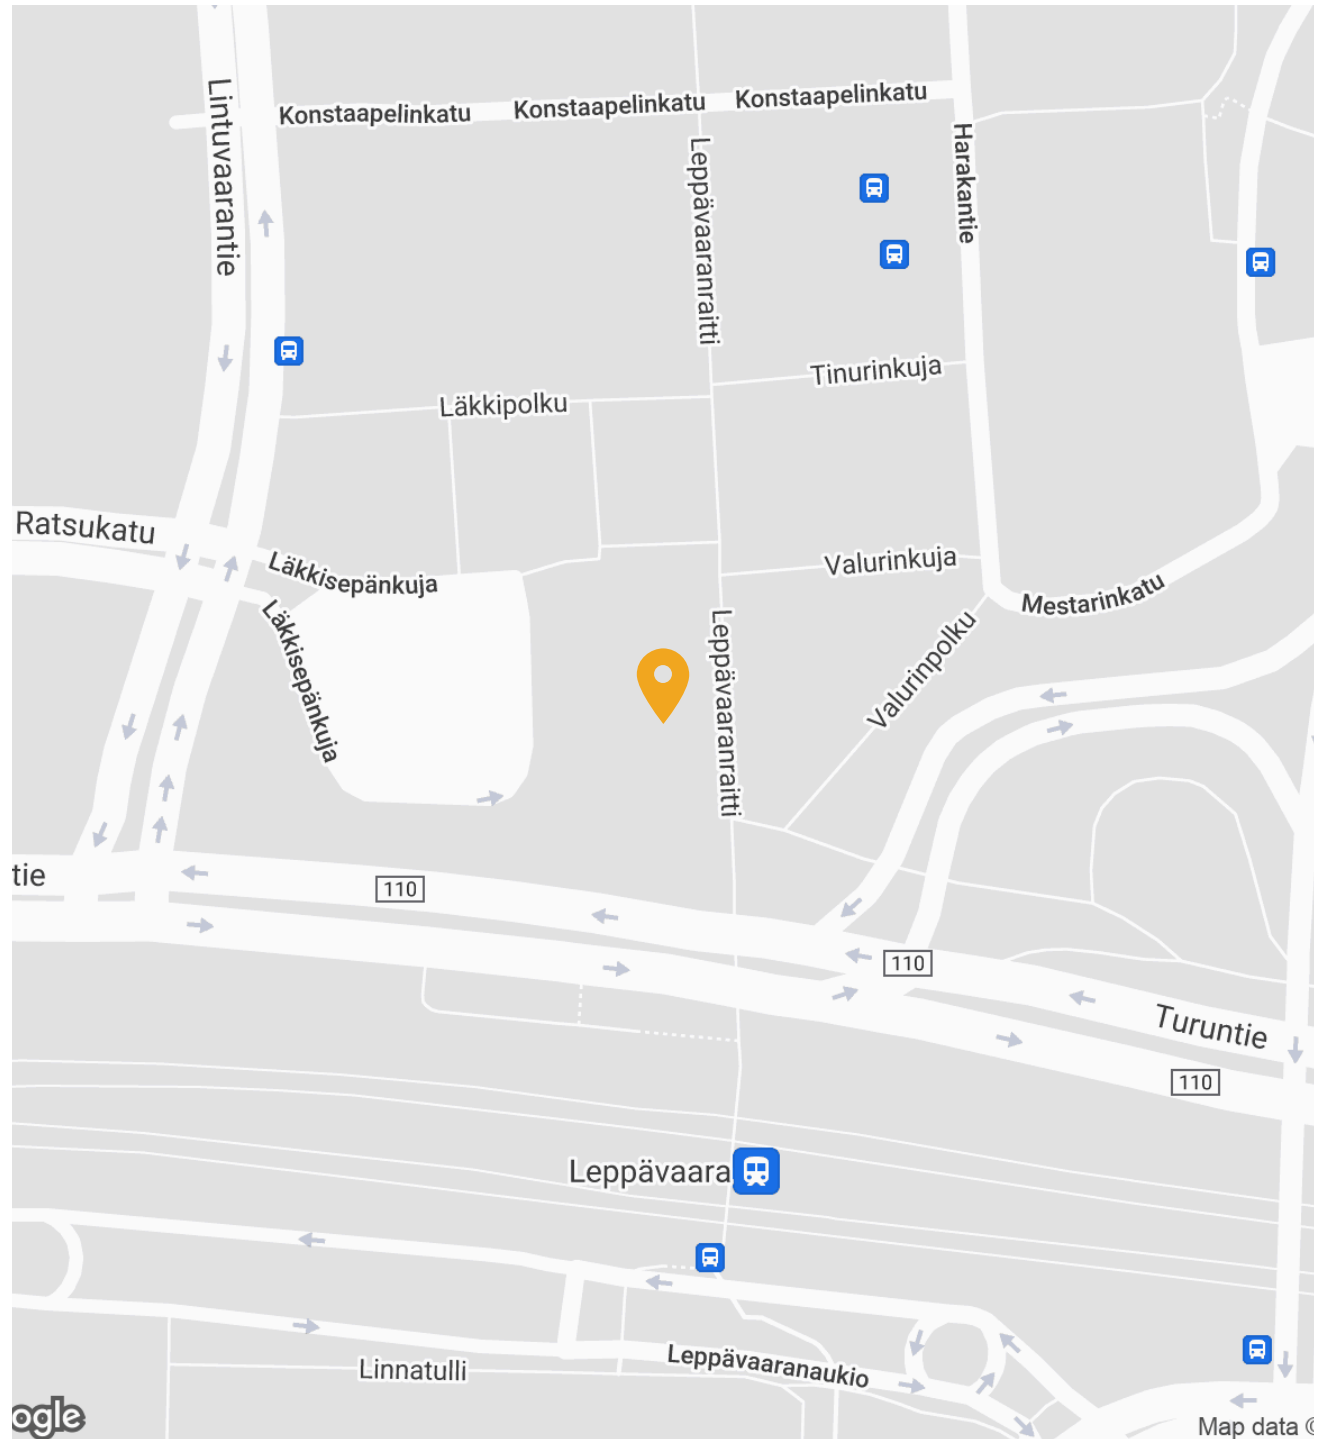 Lintuvaarantie
Konstaapelinkatu
Konstaapelinkatu
Konstaapelinkatu
Leppävaaranraitti
Harakantie
Tinurinkuja
Läkkipolku
Ratsukatu
Läkkisepänkuja
Valurinkuja
Mestarinkatu
Läkkisepänkuja
Leppävaaranraitti
Valurinpolku
tie
110
110
Turuntie
110
Leppävaara
Leppävaaranaukio
Linnatulli
ogle
Map data ©